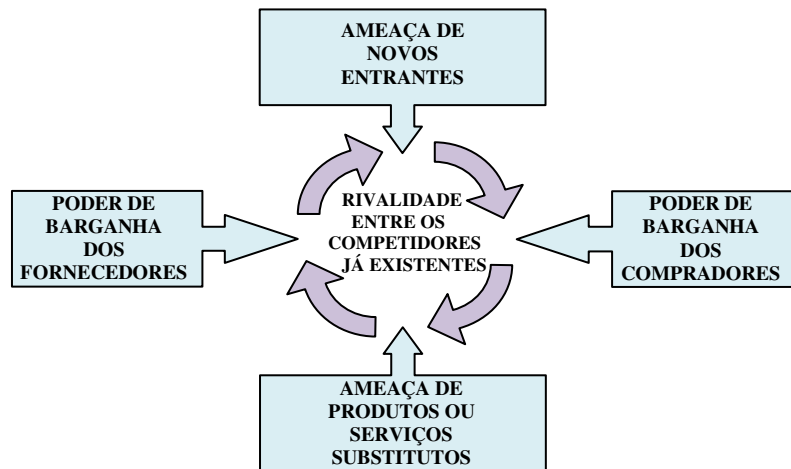 AMEAÇA DE
NOVOS
ENTRANTES
PODER DE
BARGANHA
DOS
FORNECEDORES
RIVALIDADE
ENTRE OS
COMPETIDORES
JÁ EXISTENTES
PODER DE
BARGANHA
DOS
COMPRADORES
AMEAÇA DE
PRODUTOS OU
SERVIÇOS
SUBSTITUTOS